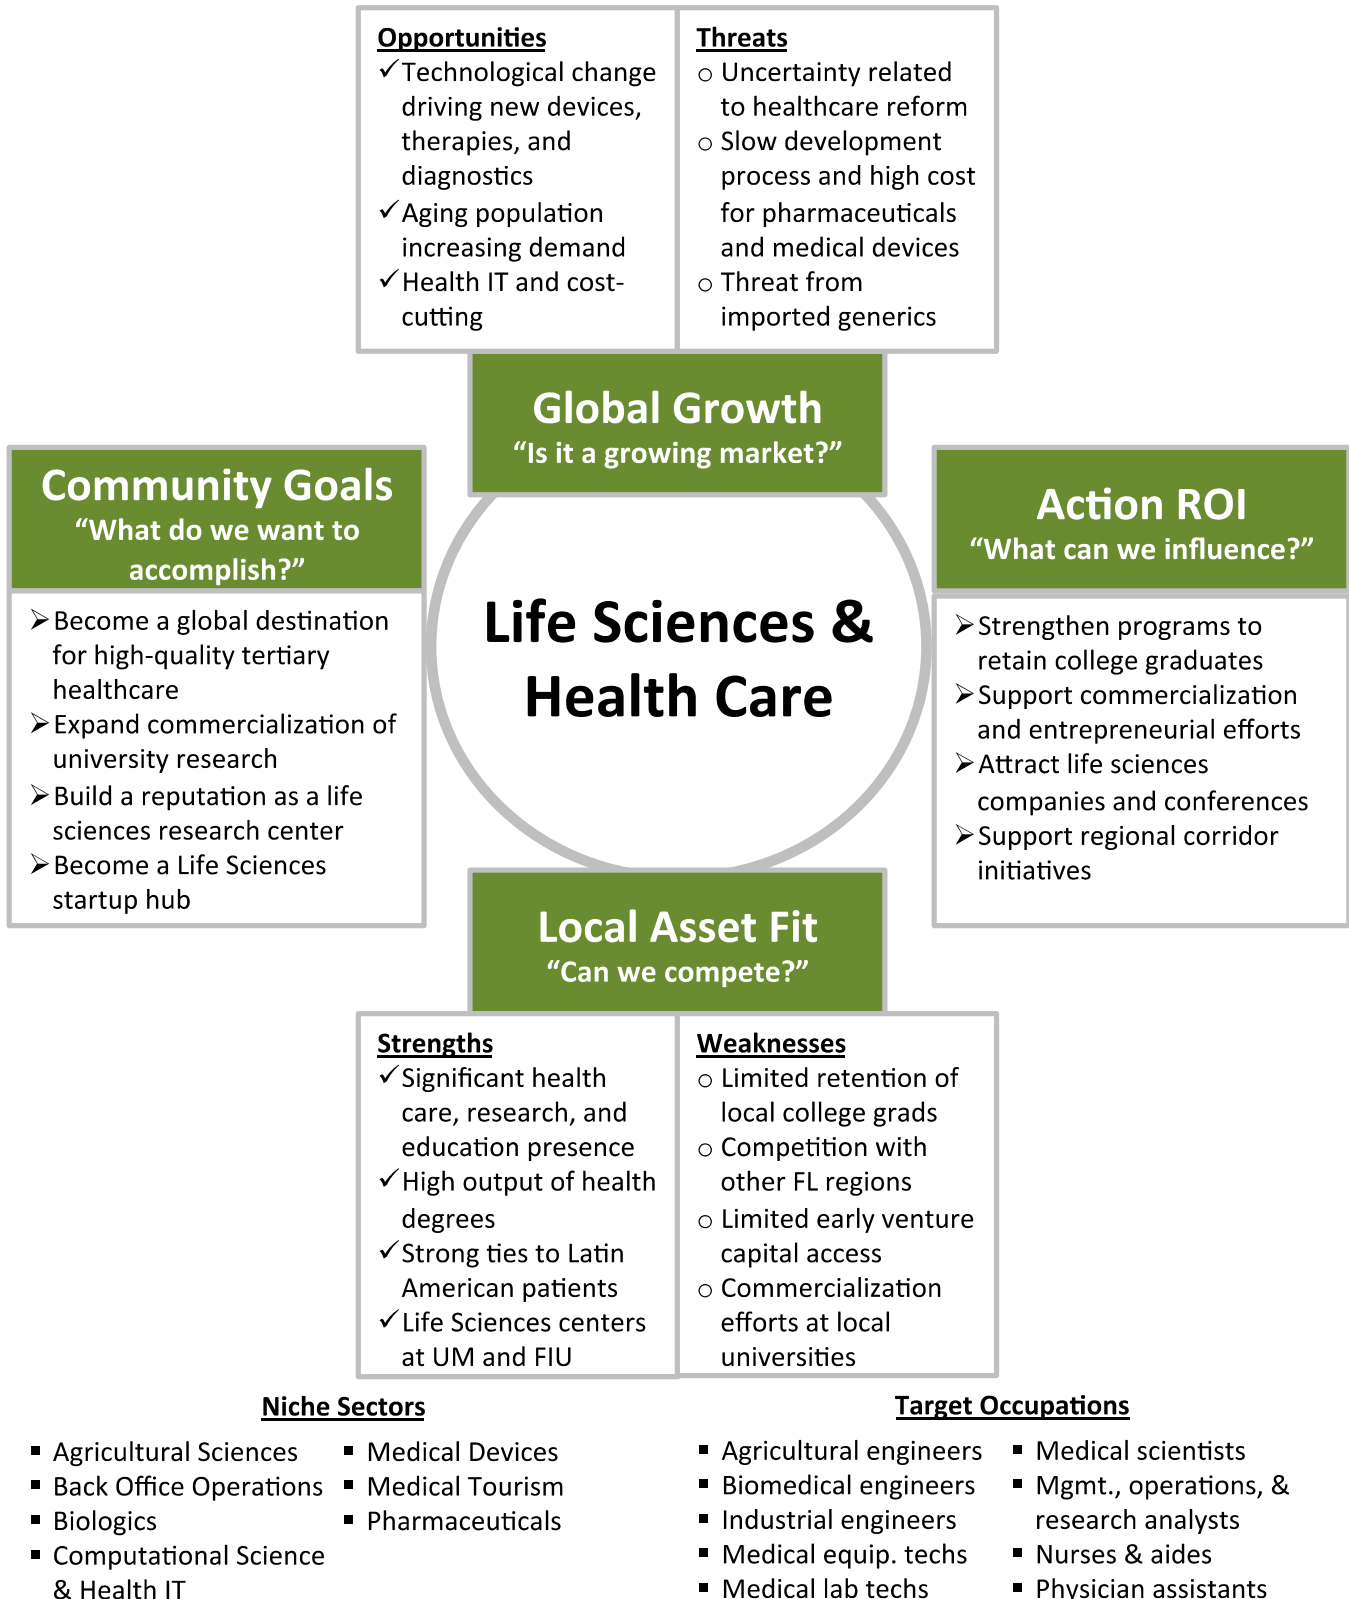 Opportunities
✓Technological change
driving new devices,
therapies, and
diagnostics
✓Aging population
increasing demand
✓Health IT and cost-
cutting
Threats
o Uncertainty related
to healthcare reform
o Slow development
process and high cost
for pharmaceuticals
and medical devices
o Threat from
imported generics
Global Growth
“Is it a growing market?”
Community Goals
“What do we want to
accomplish?”
➢Become a global destination
for high-quality tertiary
healthcare
➢Expand commercialization of
university research
➢Build a reputation as a life
sciences research center
➢Become a Life Sciences
startup hub
Life Sciences &
Health Care
Action ROI
“What can we influence?”
➢Strengthen programs to
retain college graduates
➢Support commercialization
and entrepreneurial efforts
➢Attract life sciences
companies and conferences
➢Support regional corridor
initiatives
Local Asset Fit
“Can we compete?”
Strengths
✓Significant health
care, research, and
education presence
✓High output of health
degrees
✓Strong ties to Latin
American patients
✓Life Sciences centers
at UM and FIU
Weaknesses
o Limited retention of
local college grads
o Competition with
other FL regions
o Limited early venture
capital access
o Commercialization
efforts at local
universities
Niche Sectors
▪ Agricultural Sciences
▪ Back Office Operations
▪ Biologics
▪ Computational Science
& Health IT
▪ Medical Devices
▪ Medical Tourism
▪ Pharmaceuticals
Target Occupations
▪ Agricultural engineers
▪ Biomedical engineers
▪ Industrial engineers
▪ Medical equip. techs
▪ Medical lab techs
▪ Medical scientists
▪ Mgmt., operations, &
research analysts
▪ Nurses & aides
▪ Physician assistants